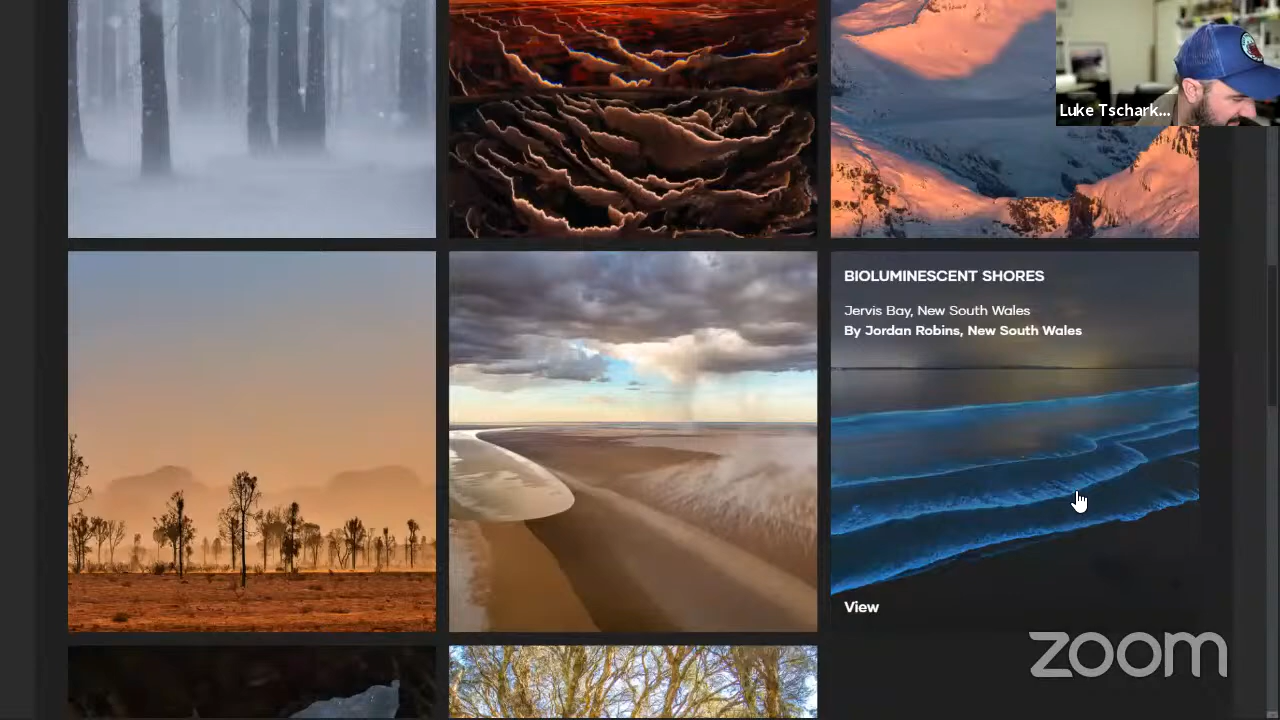 Luke Tschark...
BIOLUMINESCENT SHORES
Jervis Bay, New South Wales
By Jordan Robins, New South Wales
View
zoom